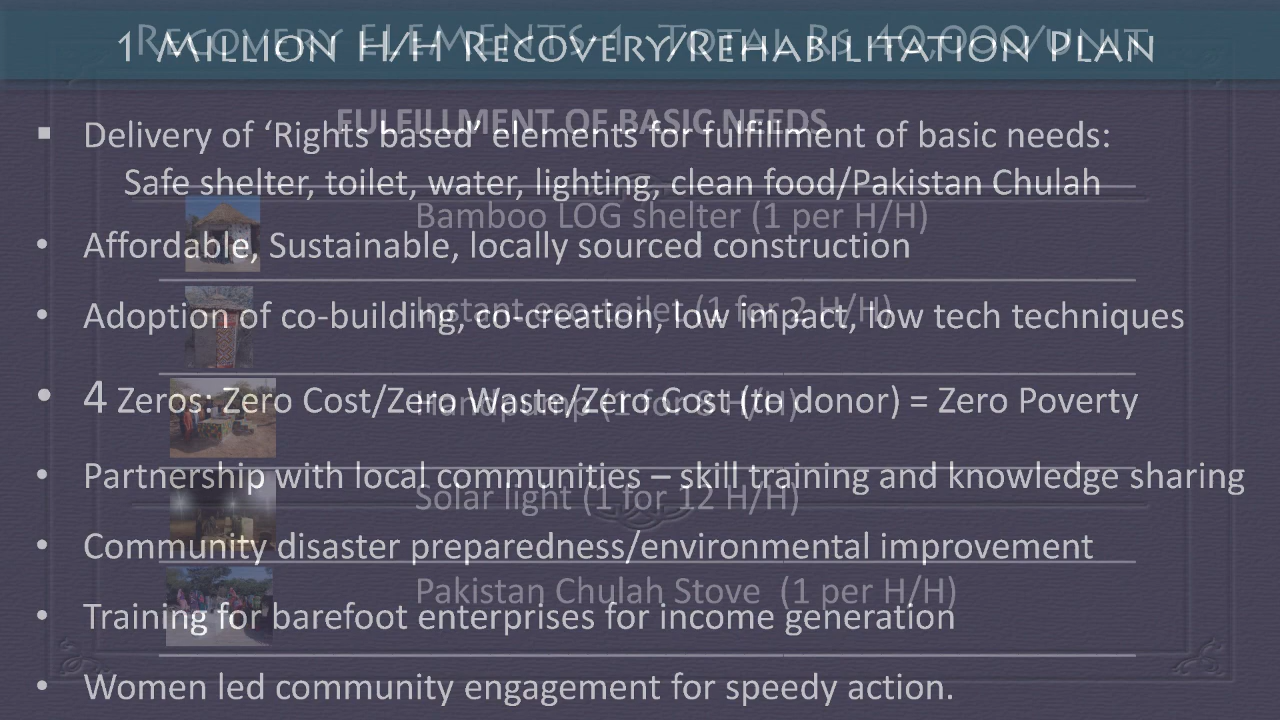 1 Million H/H Recovery/Rehabilitation Plan
Recovery Elements-1 Total Rs 40,000/unit
FULFILLMENT OF BASIC NEEDS
▪ Delivery of ‘Rights based’ elements for fulfillment of basic needs:
Safe shelter, toilet, water, lighting, clean food/Pakistan Chulah
Bamboo LOG shelter (1 per H/H)
• Affordable, Sustainable, locally sourced construction
Instant eco-toilet (1 for 2 H/H)
• Adoption of co-building, co-creation, low impact, low tech techniques
• 4 Zeros: Zero Cost/Zero Waste/Zero Cost (to donor) = Zero Poverty
Handpump (1 for 8 H/H)
• Partnership with local communities – skill training and knowledge sharing
Solar light (1 for 12 H/H)
• Community disaster preparedness/environmental improvement
Pakistan Chulah Stove (1 per H/H)
• Training for barefoot enterprises for income generation
• Women led community engagement for speedy action.